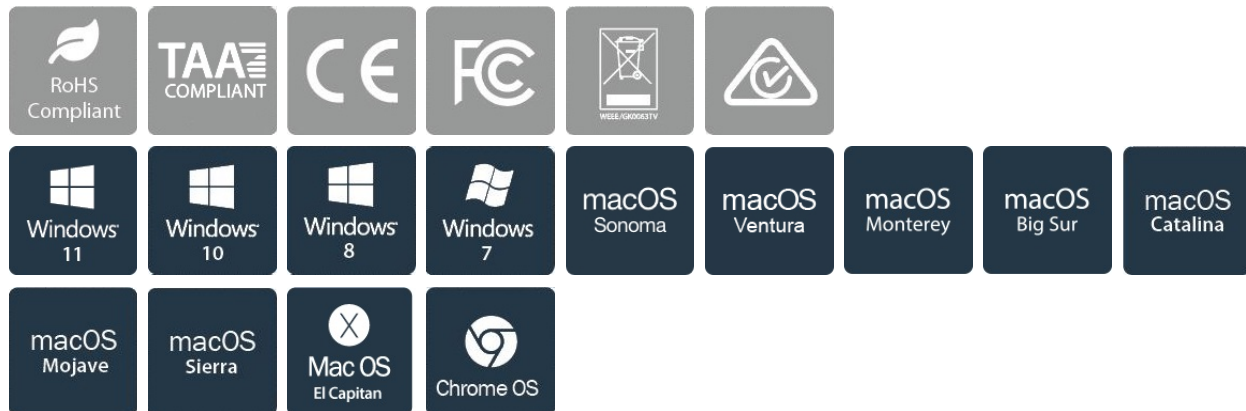 RoHS
Compliant
TAA
COMPLIANT
CE
FC
WEEE/GK0063TV
Windows
11
Windows
10
Windows
8
Windows
7
macOS
Sonoma
macOS
Ventura
macOS
Monterey
macOS
Big Sur
macOS
Catalina
macOS
Mojave
macOS
Sierra
X
Mac OS
El Capitan
Chrome OS